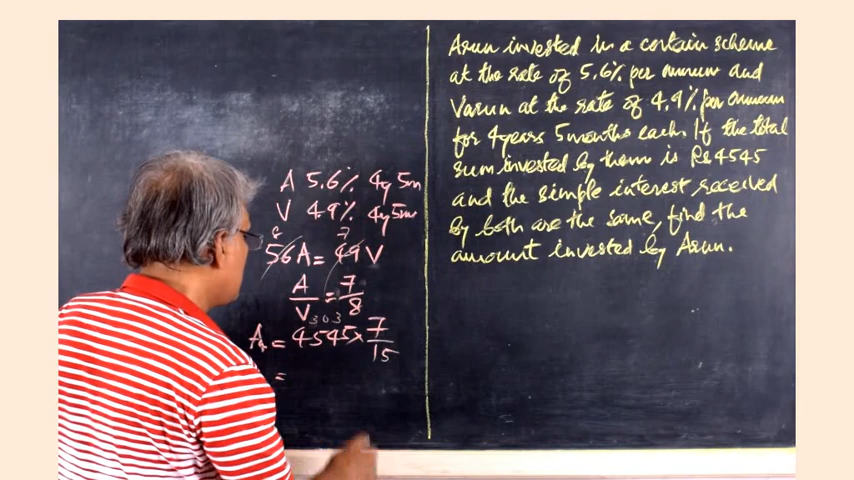 A 5.6% 4y 5m
V 4.9% 4y 5m
8 7
56A = 49V
A/V = 7/8
303
A = 4545 × 7/15
=
Arun invested in a certain scheme
at the rate of 5.6% per annum and
Varun at the rate of 4.9% per annum
for 4years 5months each. If the total
sum invested by them is Rs 4545
and the simple interest received
by both are the same, find the
amount invested by Arun.